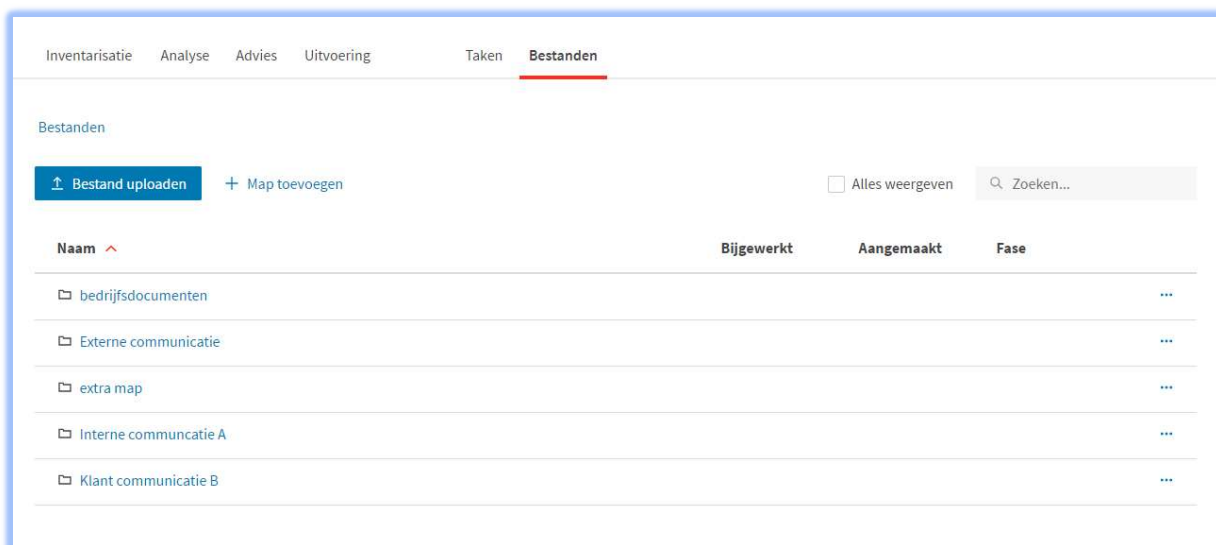 Inventarisatie Analyse Advies Uitvoering Taken Bestanden
Bestanden
Bestand uploaden + Map toevoegen Alles weergeven Zoeken...
Naam Bijgewerkt Aangemaakt Fase
bedrijfsdocumenten ...
Externe communicatie ...
extra map ...
Interne communcatie A ...
Klant communicatie B ...